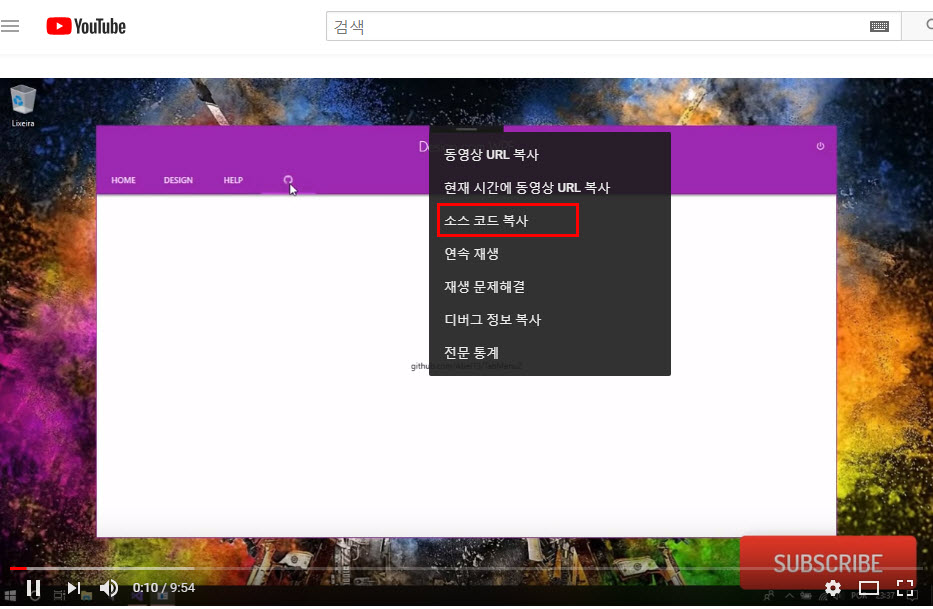 YouTube
검색
Lixeira
HOME DESIGN HELP
동영상 URL 복사
현재 시간에 동영상 URL 복사
소스 코드 복사
연속 재생
재생 문제해결
디버그 정보 복사
전문 통계
SUBSCRIBE
0:10 / 9:54